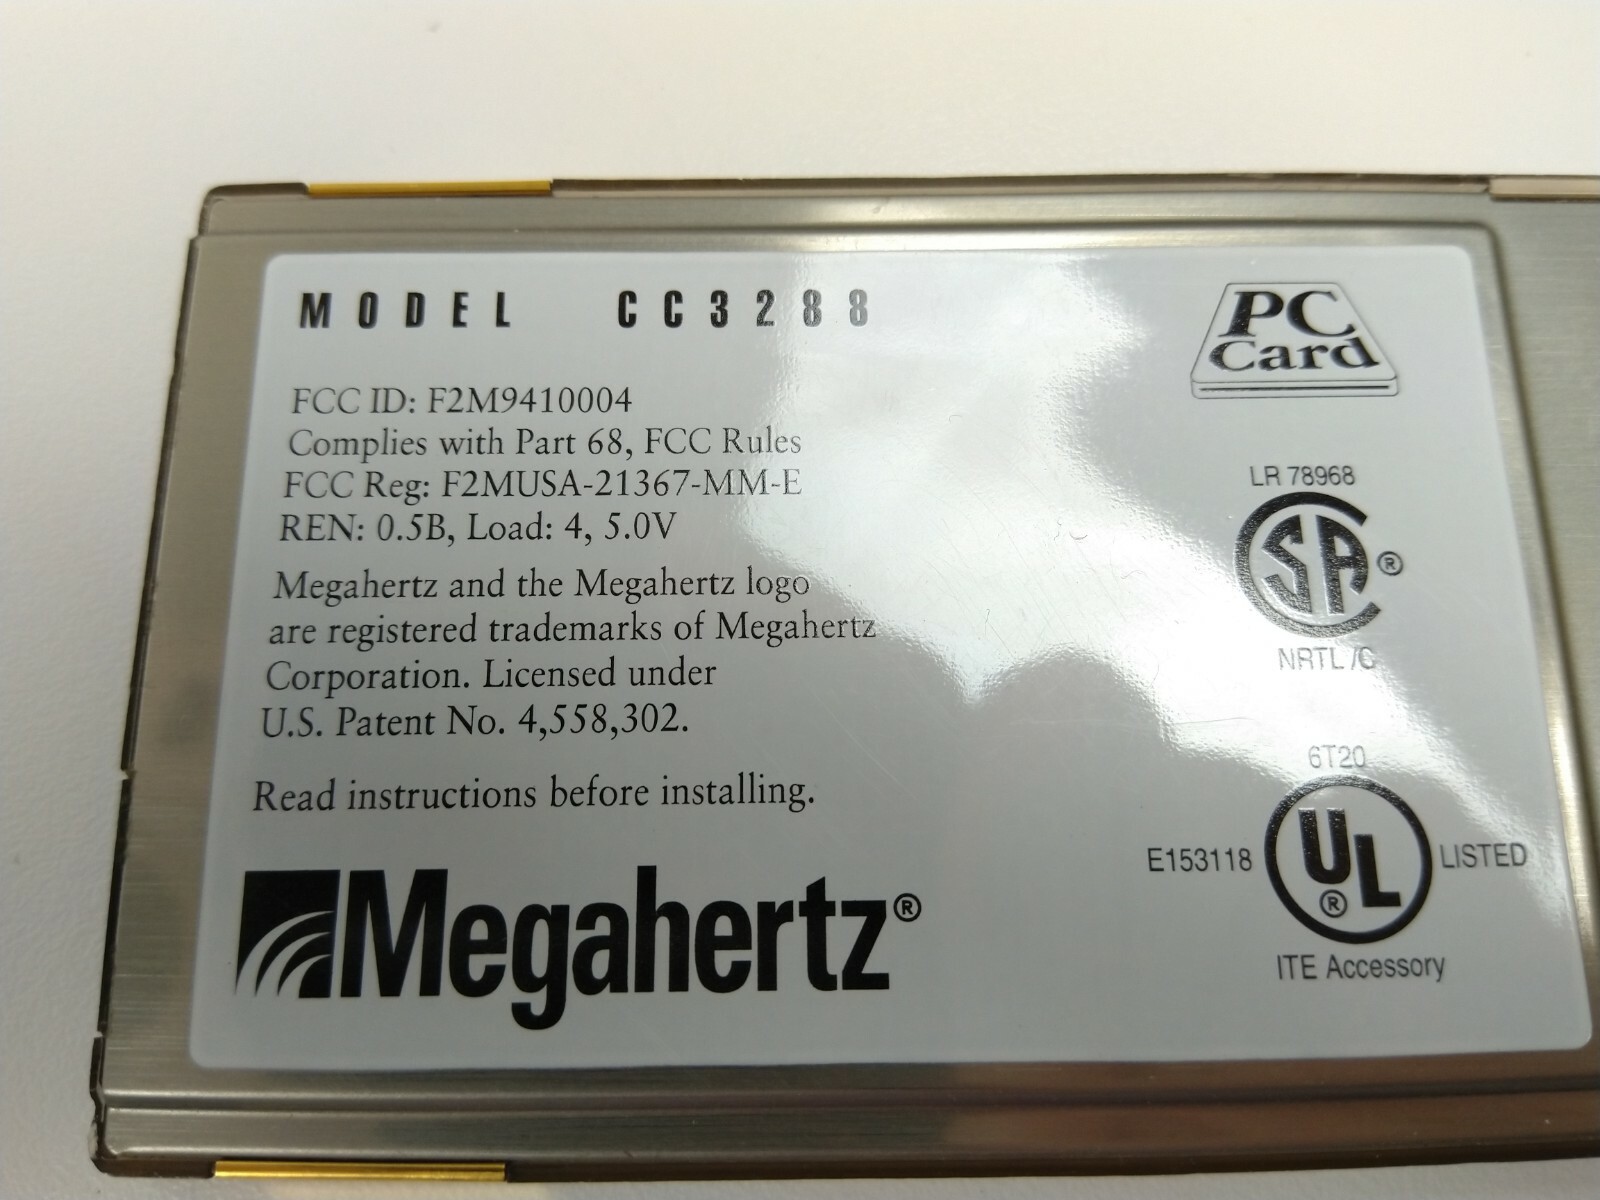 MODEL CC3288
FCC ID: F2M9410004
Complies with Part 68, FCC Rules
FCC Reg: F2MUSA-21367-MM-E
REN: 0.5B, Load: 4, 5.0V
Megahertz and the Megahertz logo
are registered trademarks of Megahertz
Corporation. Licensed under
U.S. Patent No. 4,558,302.
Read instructions before installing.
Megahertz®
PC
Card
LR 78968
SA ®
NRTL/C
6T20
E153118 UL ® LISTED
ITE Accessory